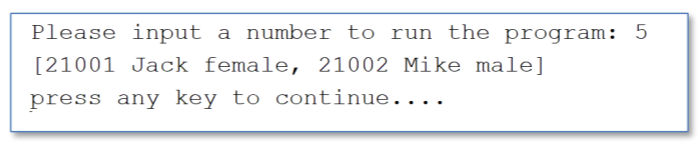 Please input a number to run the program: 5
[21001 Jack female, 21002 Mike male]
press any key to continue....